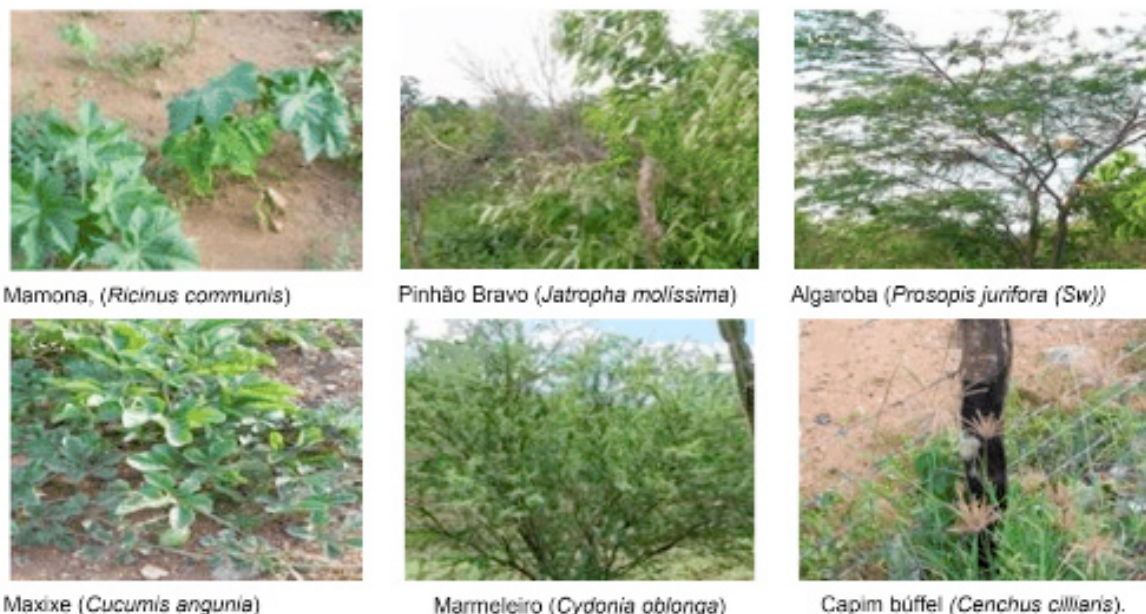 Mamona, (Ricinus communis)
Pinhão Bravo (Jatropha molíssima)
Algaroba (Prosopis jurifora (Sw))
Maxixe (Cucumis angunia)
Marmeleiro (Cydonia oblonga)
Capim búffel (Cenchus cilliaris).